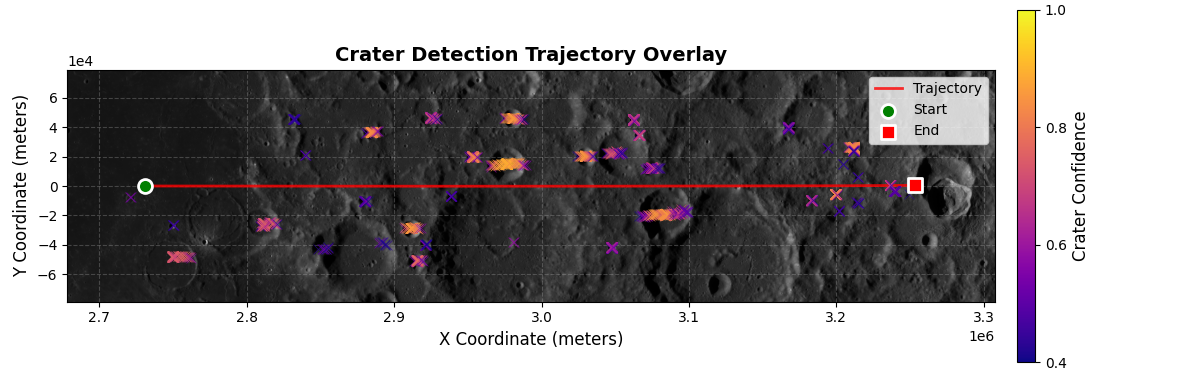 Crater Detection Trajectory Overlay
1e4
6
4
2
0
−2
−4
−6
Y Coordinate (meters)
2.7 2.8 2.9 3.0 3.1 3.2 3.3
1e6
X Coordinate (meters)
Trajectory
Start
End
1.0
0.8
0.6
0.4
Crater Confidence